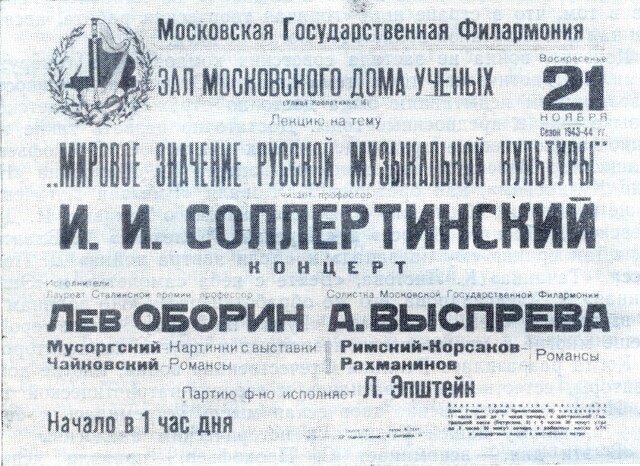 Московская Государственная Филармония
ЗАЛ МОСКОВСКОГО ДОМА УЧЕНЫХ
(Улица Кропоткина, 16)
Воскресенье
21
НОЯБРЯ
Сезон 1943-44 гг.
Лекцию на тему
„МИРОВОЕ ЗНАЧЕНИЕ РУССКОЙ МУЗЫКАЛЬНОЙ КУЛЬТУРЫ"
читает профессор
И. И. СОЛЛЕРТИНСКИЙ
КОНЦЕРТ
Исполнители:
Лауреат Сталинской премии профессор
ЛЕВ ОБОРИН
Мусоргский Картинки с выставки
Чайковский Романсы
Солистка Московской Государственной Филармонии
А. ВЫСПРЕВА
Римский-Корсаков
Рахманинов
Романсы
Партию ф-но исполняет Л. Эпштейн
Начало в 1 час дня